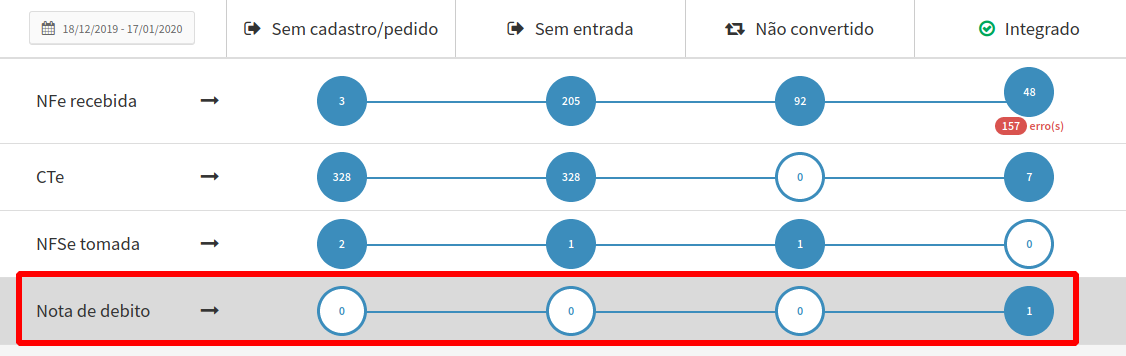 18/12/2019 - 17/01/2020 Sem cadastro/pedido Sem entrada Não convertido Integrado
NFe recebida 3 205 92 48
157 erro(s)
CTe 328 328 0 7
NFSe tomada 2 1 1 0
Nota de debito 0 0 0 1